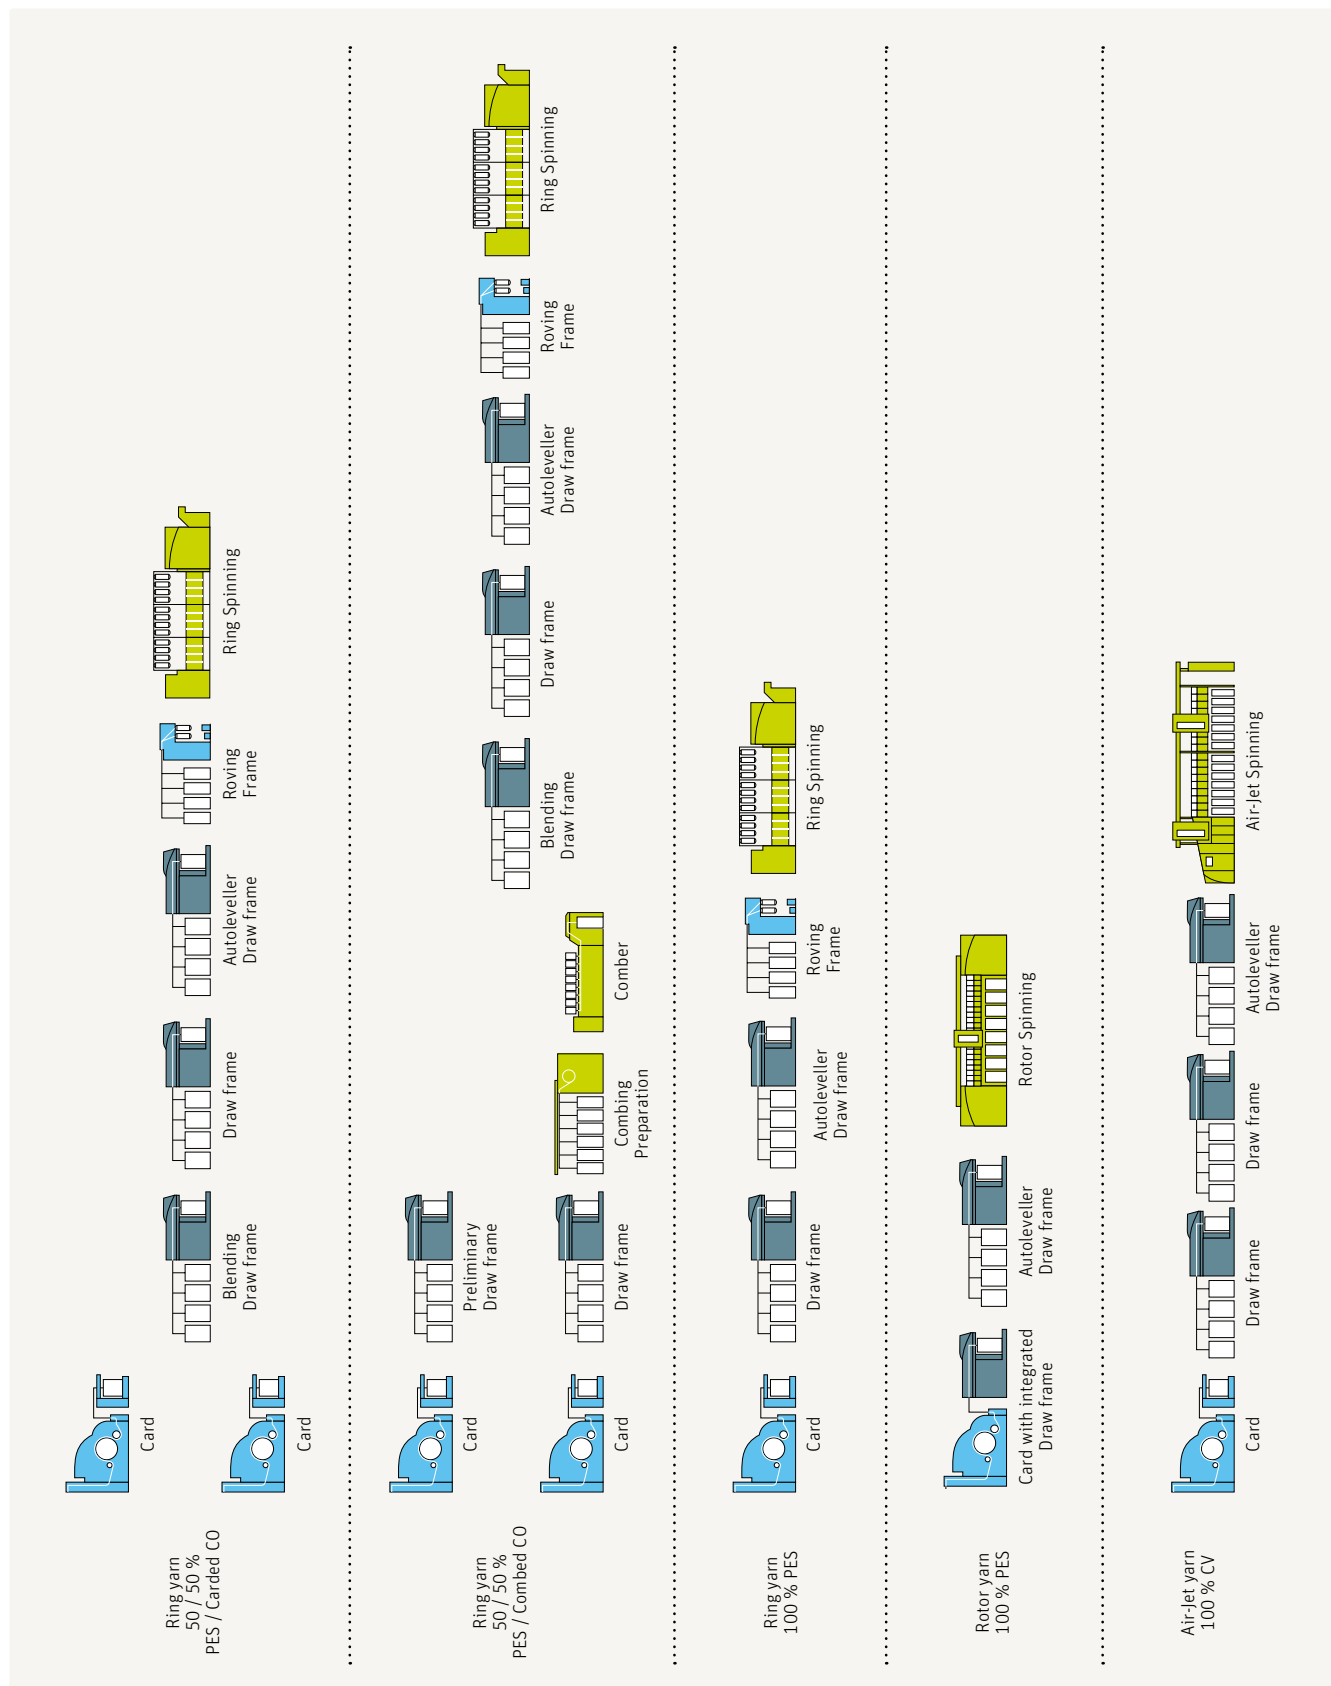 Ring yarn
50 / 50 %
PES / Carded CO
Card
Card
Blending
Draw frame
Draw frame
Autoleveller
Draw frame
Roving
Frame
Ring Spinning
Ring yarn
50 / 50 %
PES / Combed CO
Card
Preliminary
Draw frame
Card
Draw frame
Combing
Preparation
Comber
Blending
Draw frame
Draw frame
Autoleveller
Draw frame
Roving
Frame
Ring Spinning
Ring yarn
100 % PES
Card
Draw frame
Autoleveller
Draw frame
Roving
Frame
Ring Spinning
Rotor yarn
100 % PES
Card with integrated
Draw frame
Autoleveller
Draw frame
Rotor Spinning
Air-Jet yarn
100 % CV
Card
Draw frame
Draw frame
Autoleveller
Draw frame
Air-Jet Spinning